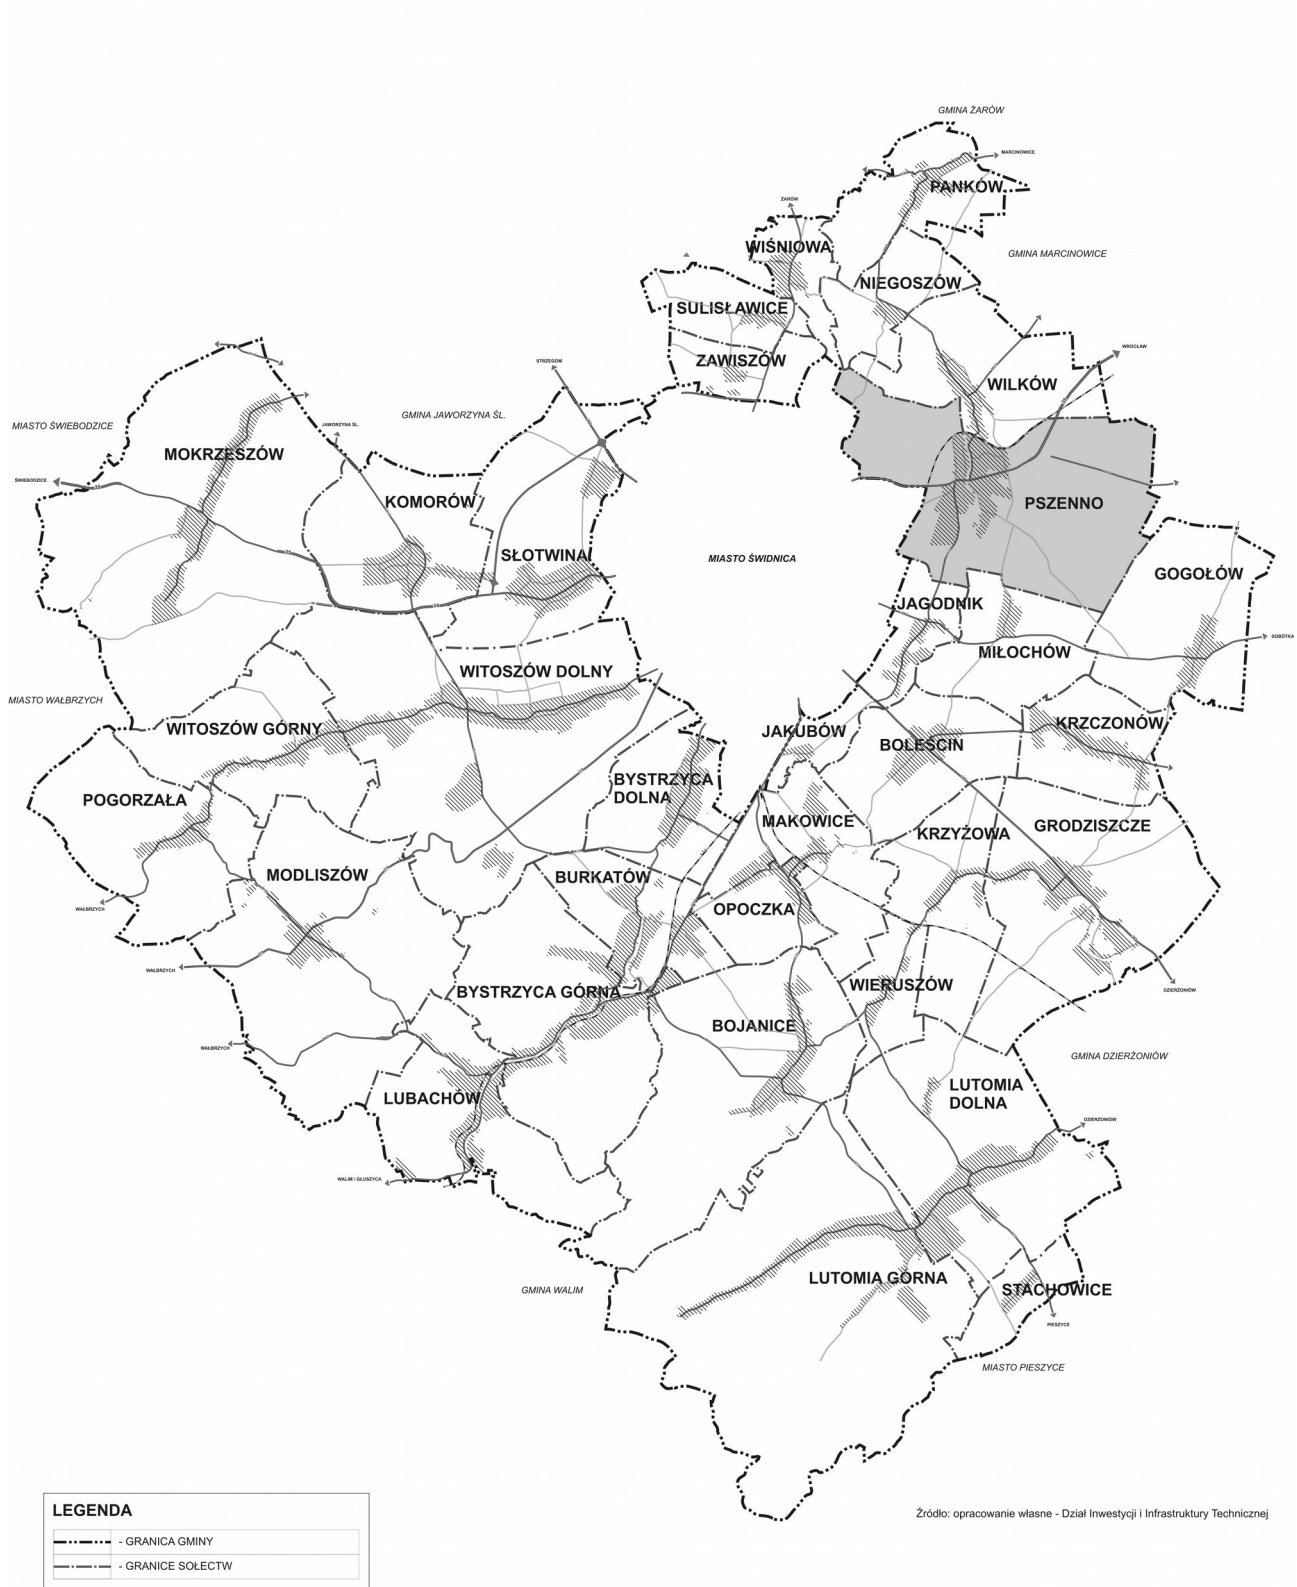 GMINA ŻARÓW
MARCINOWICE
PANKÓW
ŻARÓW
WIŚNIOWA
GMINA MARCINOWICE
NIEGOSZÓW
SULISŁAWICE
ZAWISZÓW
WROCŁAW
STRZEGOM
WILKÓW
GMINA JAWORZYNA ŚL.
MIASTO ŚWIEBODZICE
JAWORZYNA ŚL.
MOKRZESZÓW
ŚWIEBODZICE
KOMORÓW
PSZENNO
SŁOTWINA
MIASTO ŚWIDNICA
GOGOŁÓW
JAGODNIK
SOBÓTKA
MIŁOCHÓW
WITOSZÓW DOLNY
MIASTO WAŁBRZYCH
WITOSZÓW GÓRNY
JAKUBÓW
KRZCZONÓW
BOLEŚCIN
BYSTRZYCA
DOLNA
POGORZAŁA
MAKOWICE
KRZYŻOWA
GRODZISZCZE
MODLISZÓW
BURKATÓW
WAŁBRZYCH
OPOCZKA
WAŁBRZYCH
BYSTRZYCA GÓRNA
WIERUSZÓW
DZIERŻONIÓW
BOJANICE
WAŁBRZYCH
GMINA DZIERŻONIÓW
LUBACHÓW
LUTOMIA
DOLNA
DZIERŻONIÓW
WALIM / GŁUSZYCA
LUTOMIA GÓRNA
GMINA WALIM
STACHOWICE
PIESZYCE
MIASTO PIESZYCE
LEGENDA
- GRANICA GMINY
- GRANICE SOŁECTW
Źródło: opracowanie własne - Dział Inwestycji i Infrastruktury Technicznej